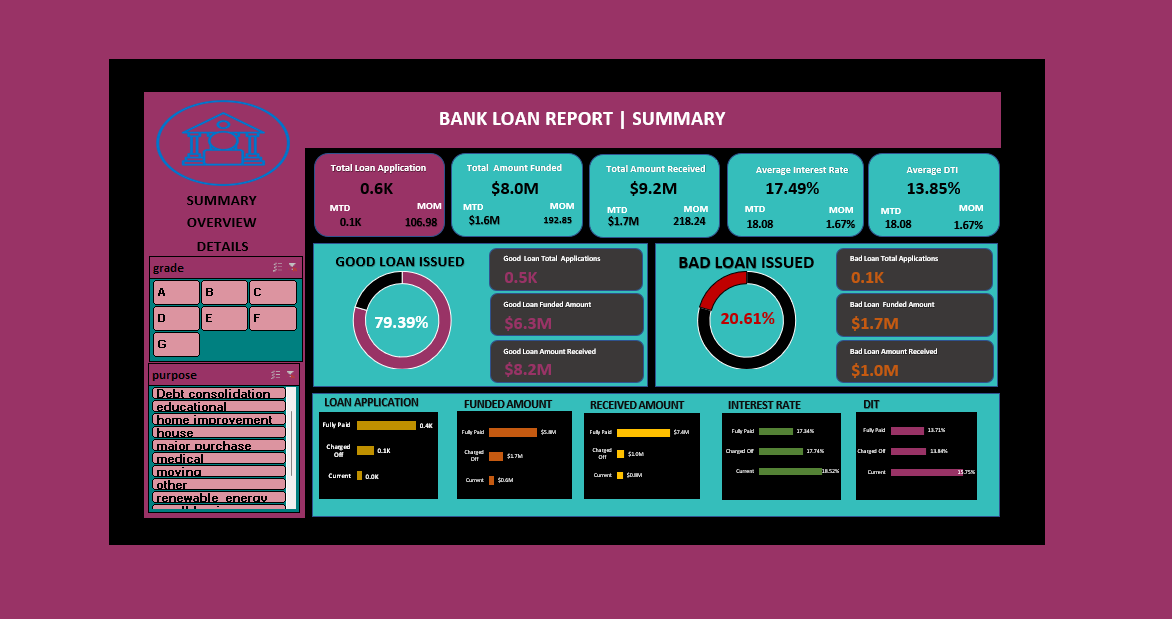 BANK LOAN REPORT | SUMMARY
SUMMARY
OVERVIEW
DETAILS
grade
A B C
D E F
G
purpose
Debt consolidation
educational
home improvement
house
major purchase
medical
moving
other
renewable_energy
Total Loan Application
0.6K
MTD MOM
0.1K 106.98
Total Amount Funded
$8.0M
MTD MOM
$1.6M 192.85
Total Amount Received
$9.2M
MTD MOM
$1.7M 218.24
Average Interest Rate
17.49%
MTD MOM
18.08 1.67%
Average DTI
13.85%
MTD MOM
18.08 1.67%
GOOD LOAN ISSUED
79.39%
Good Loan Total Applications
0.5K
Good Loan Funded Amount
$6.3M
Good Loan Amount Received
$8.2M
BAD LOAN ISSUED
20.61%
Bad Loan Total Applications
0.1K
Bad Loan Funded Amount
$1.7M
Bad Loan Amount Received
$1.0M
LOAN APPLICATION
Fully Paid 0.4K
Charged
Off 0.1K
Current 0.0K
FUNDED AMOUNT
Fully Paid $5.8M
Charged
Off $1.7M
Current $0.6M
RECEIVED AMOUNT
Fully Paid $7.4M
Charged
Off $1.0M
Current $0.8M
INTEREST RATE
Fully Paid 17.34%
Charged Off 17.74%
Current 18.52%
DIT
Fully Paid 13.71%
Charged Off 13.84%
Current 15.75%